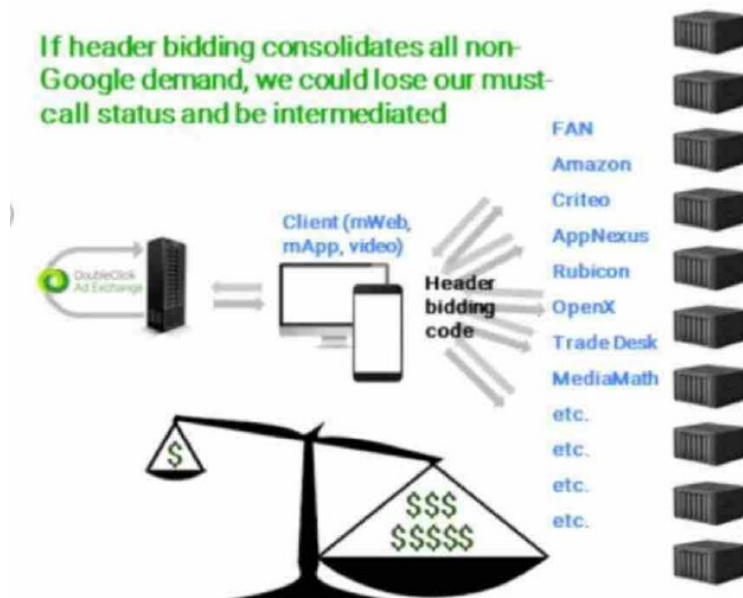 If header bidding consolidates all non-
Google demand, we could lose our must-
call status and be intermediated
FAN
Amazon
Criteo
AppNexus
Rubicon
OpenX
Trade Desk
MediaMath
etc.
etc.
etc.
etc.
Client (mWeb,
mApp, video)
Header
bidding
code
DoubleClick
Ad Exchange
$
$$$
$$$$$